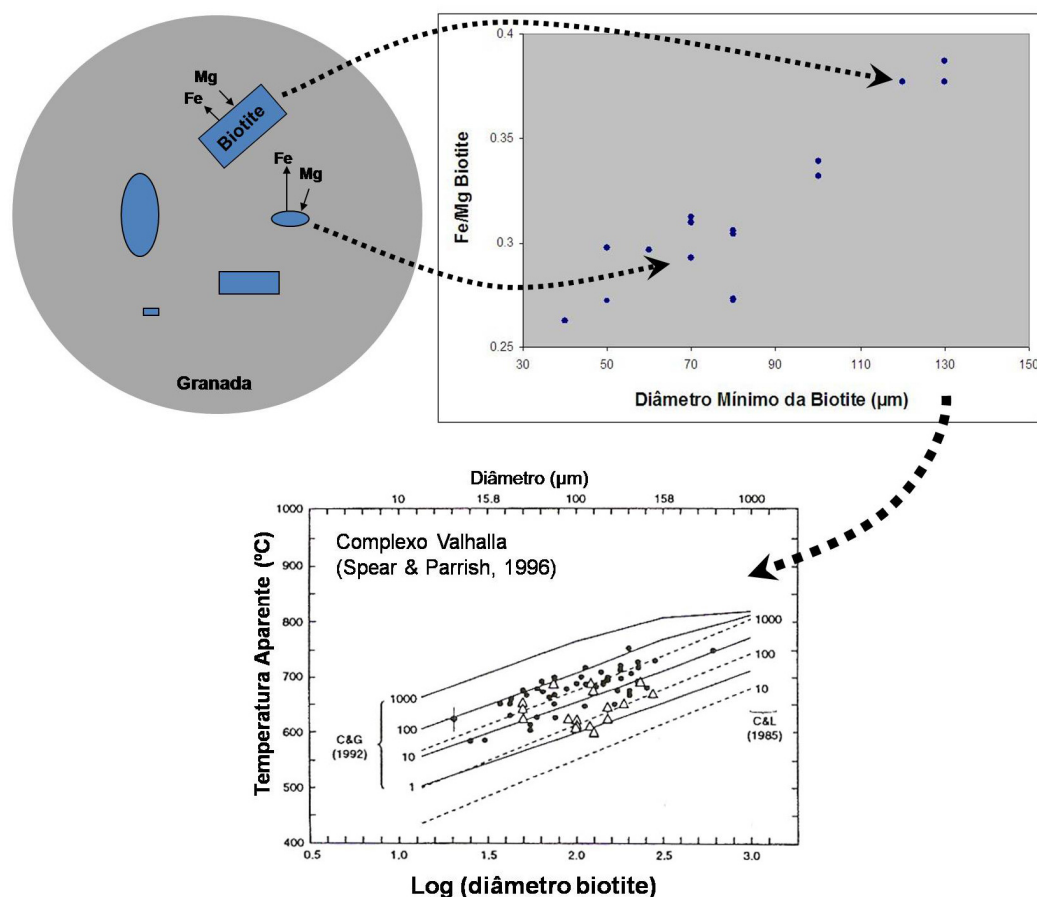 Mg
Fe
Biotite
Fe
Mg
Granada
0.4
0.35
0.3
0.25
Fe/Mg Biotite
30 50 70 90 110 130 150
Diâmetro Mínimo da Biotite (µm)
Diâmetro (µm)
10 15.8 100 158 1000
1000
900
800
700
600
500
400
Temperatura Aparente (ºC)
Complexo Valhalla
(Spear & Parrish, 1996)
1000
100
10
1
C&G
(1992)
1000
100
10
C&L
(1985)
0.5 1.0 1.5 2.0 2.5 3.0
Log (diâmetro biotite)